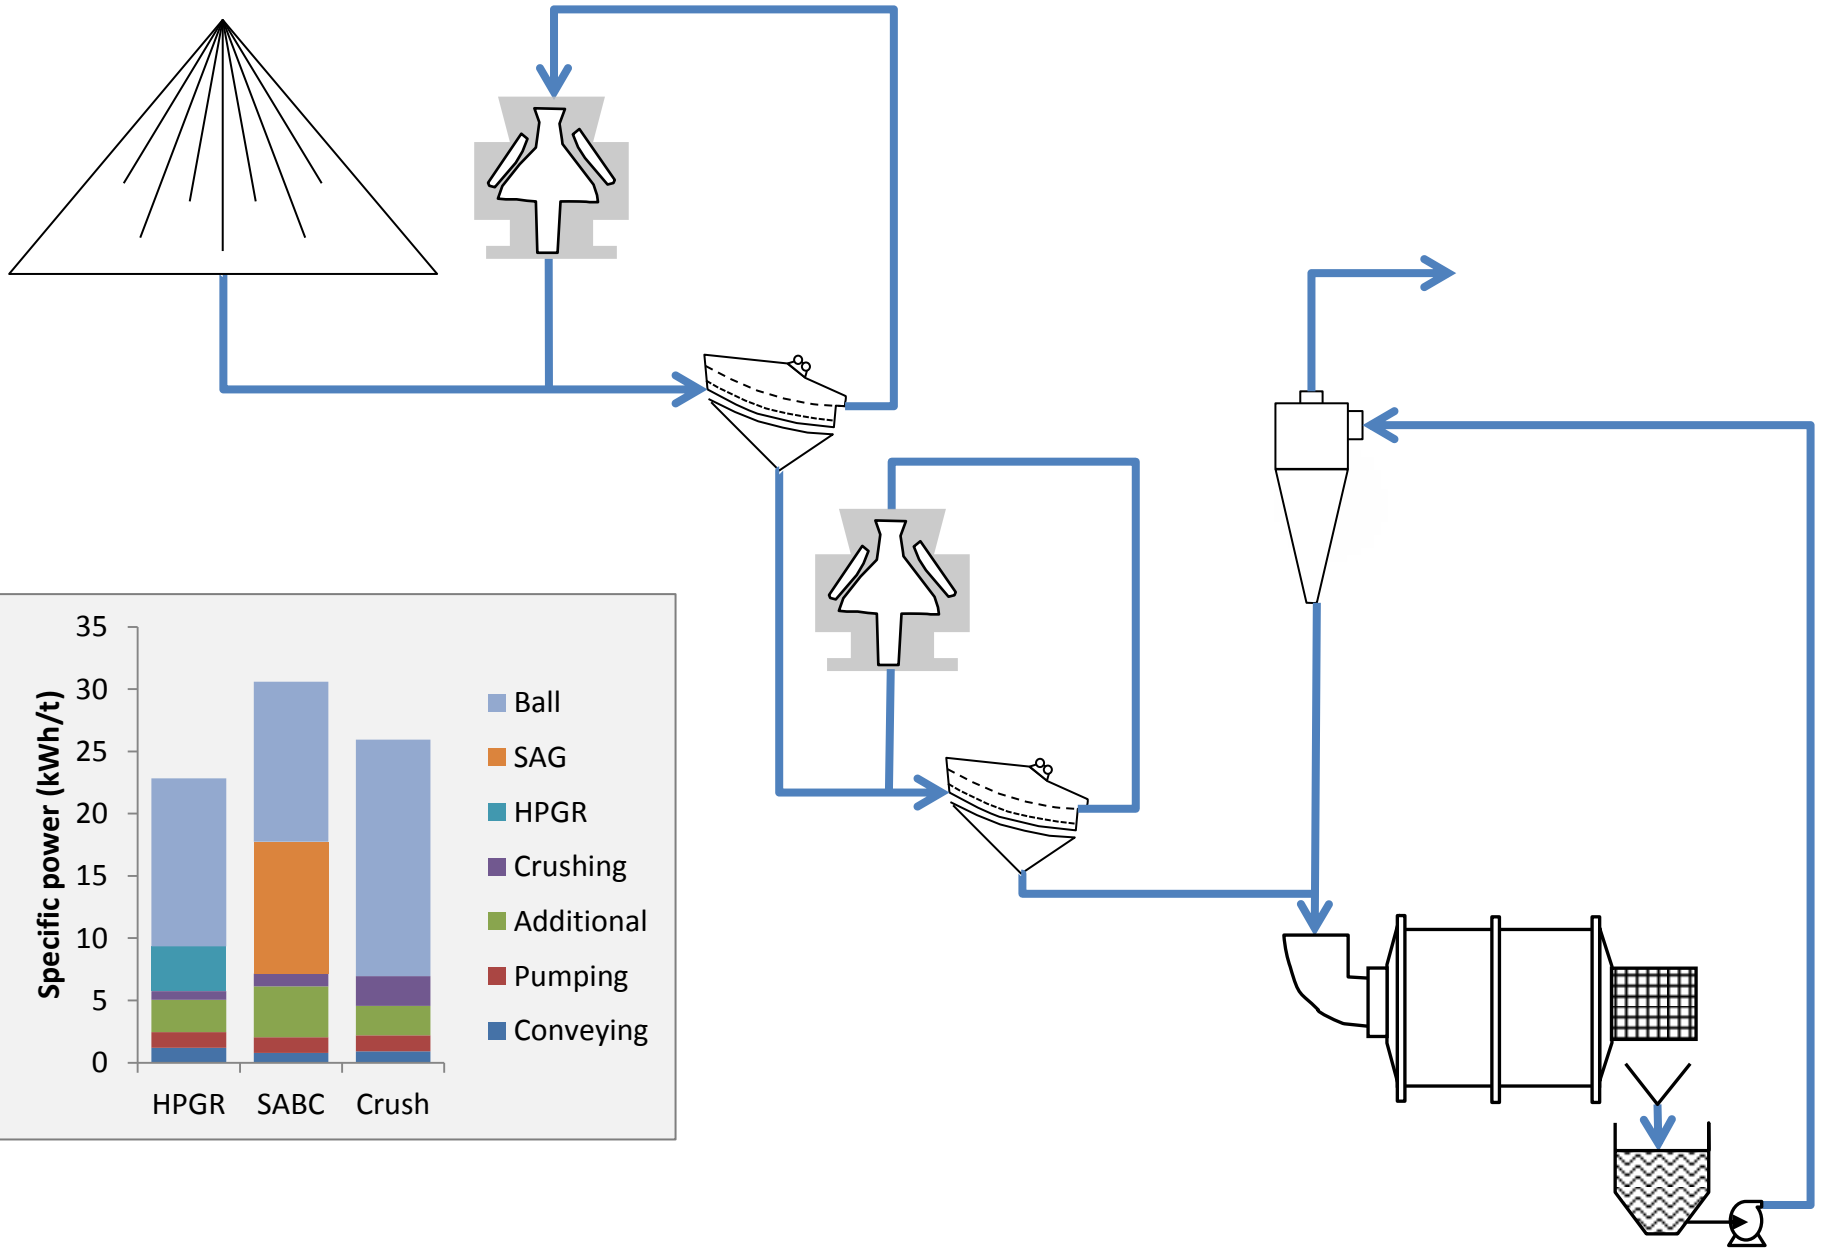 35
30
25
20
15
10
5
0
Specific power (kWh/t)
HPGR
SABC
Crush
Ball
SAG
HPGR
Crushing
Additional
Pumping
Conveying